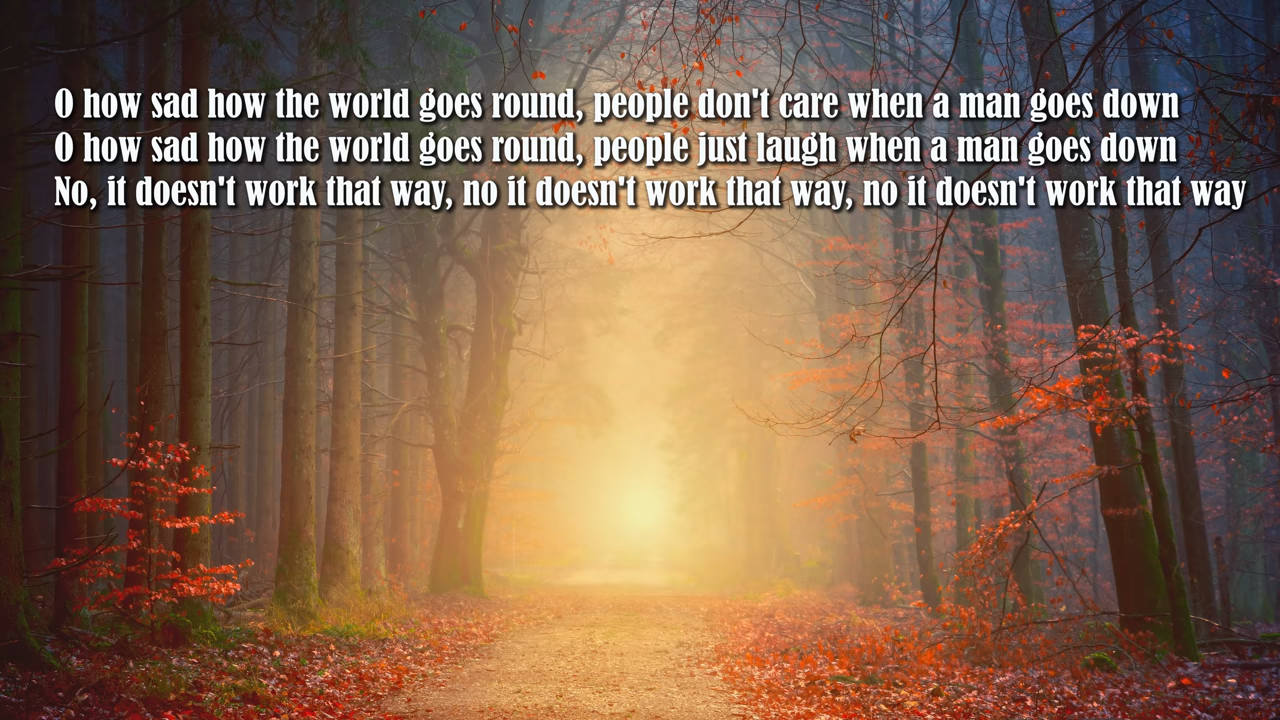 O how sad how the world goes round, people don't care when a man goes down
O how sad how the world goes round, people just laugh when a man goes down
No, it doesn't work that way, no it doesn't work that way, no it doesn't work that way